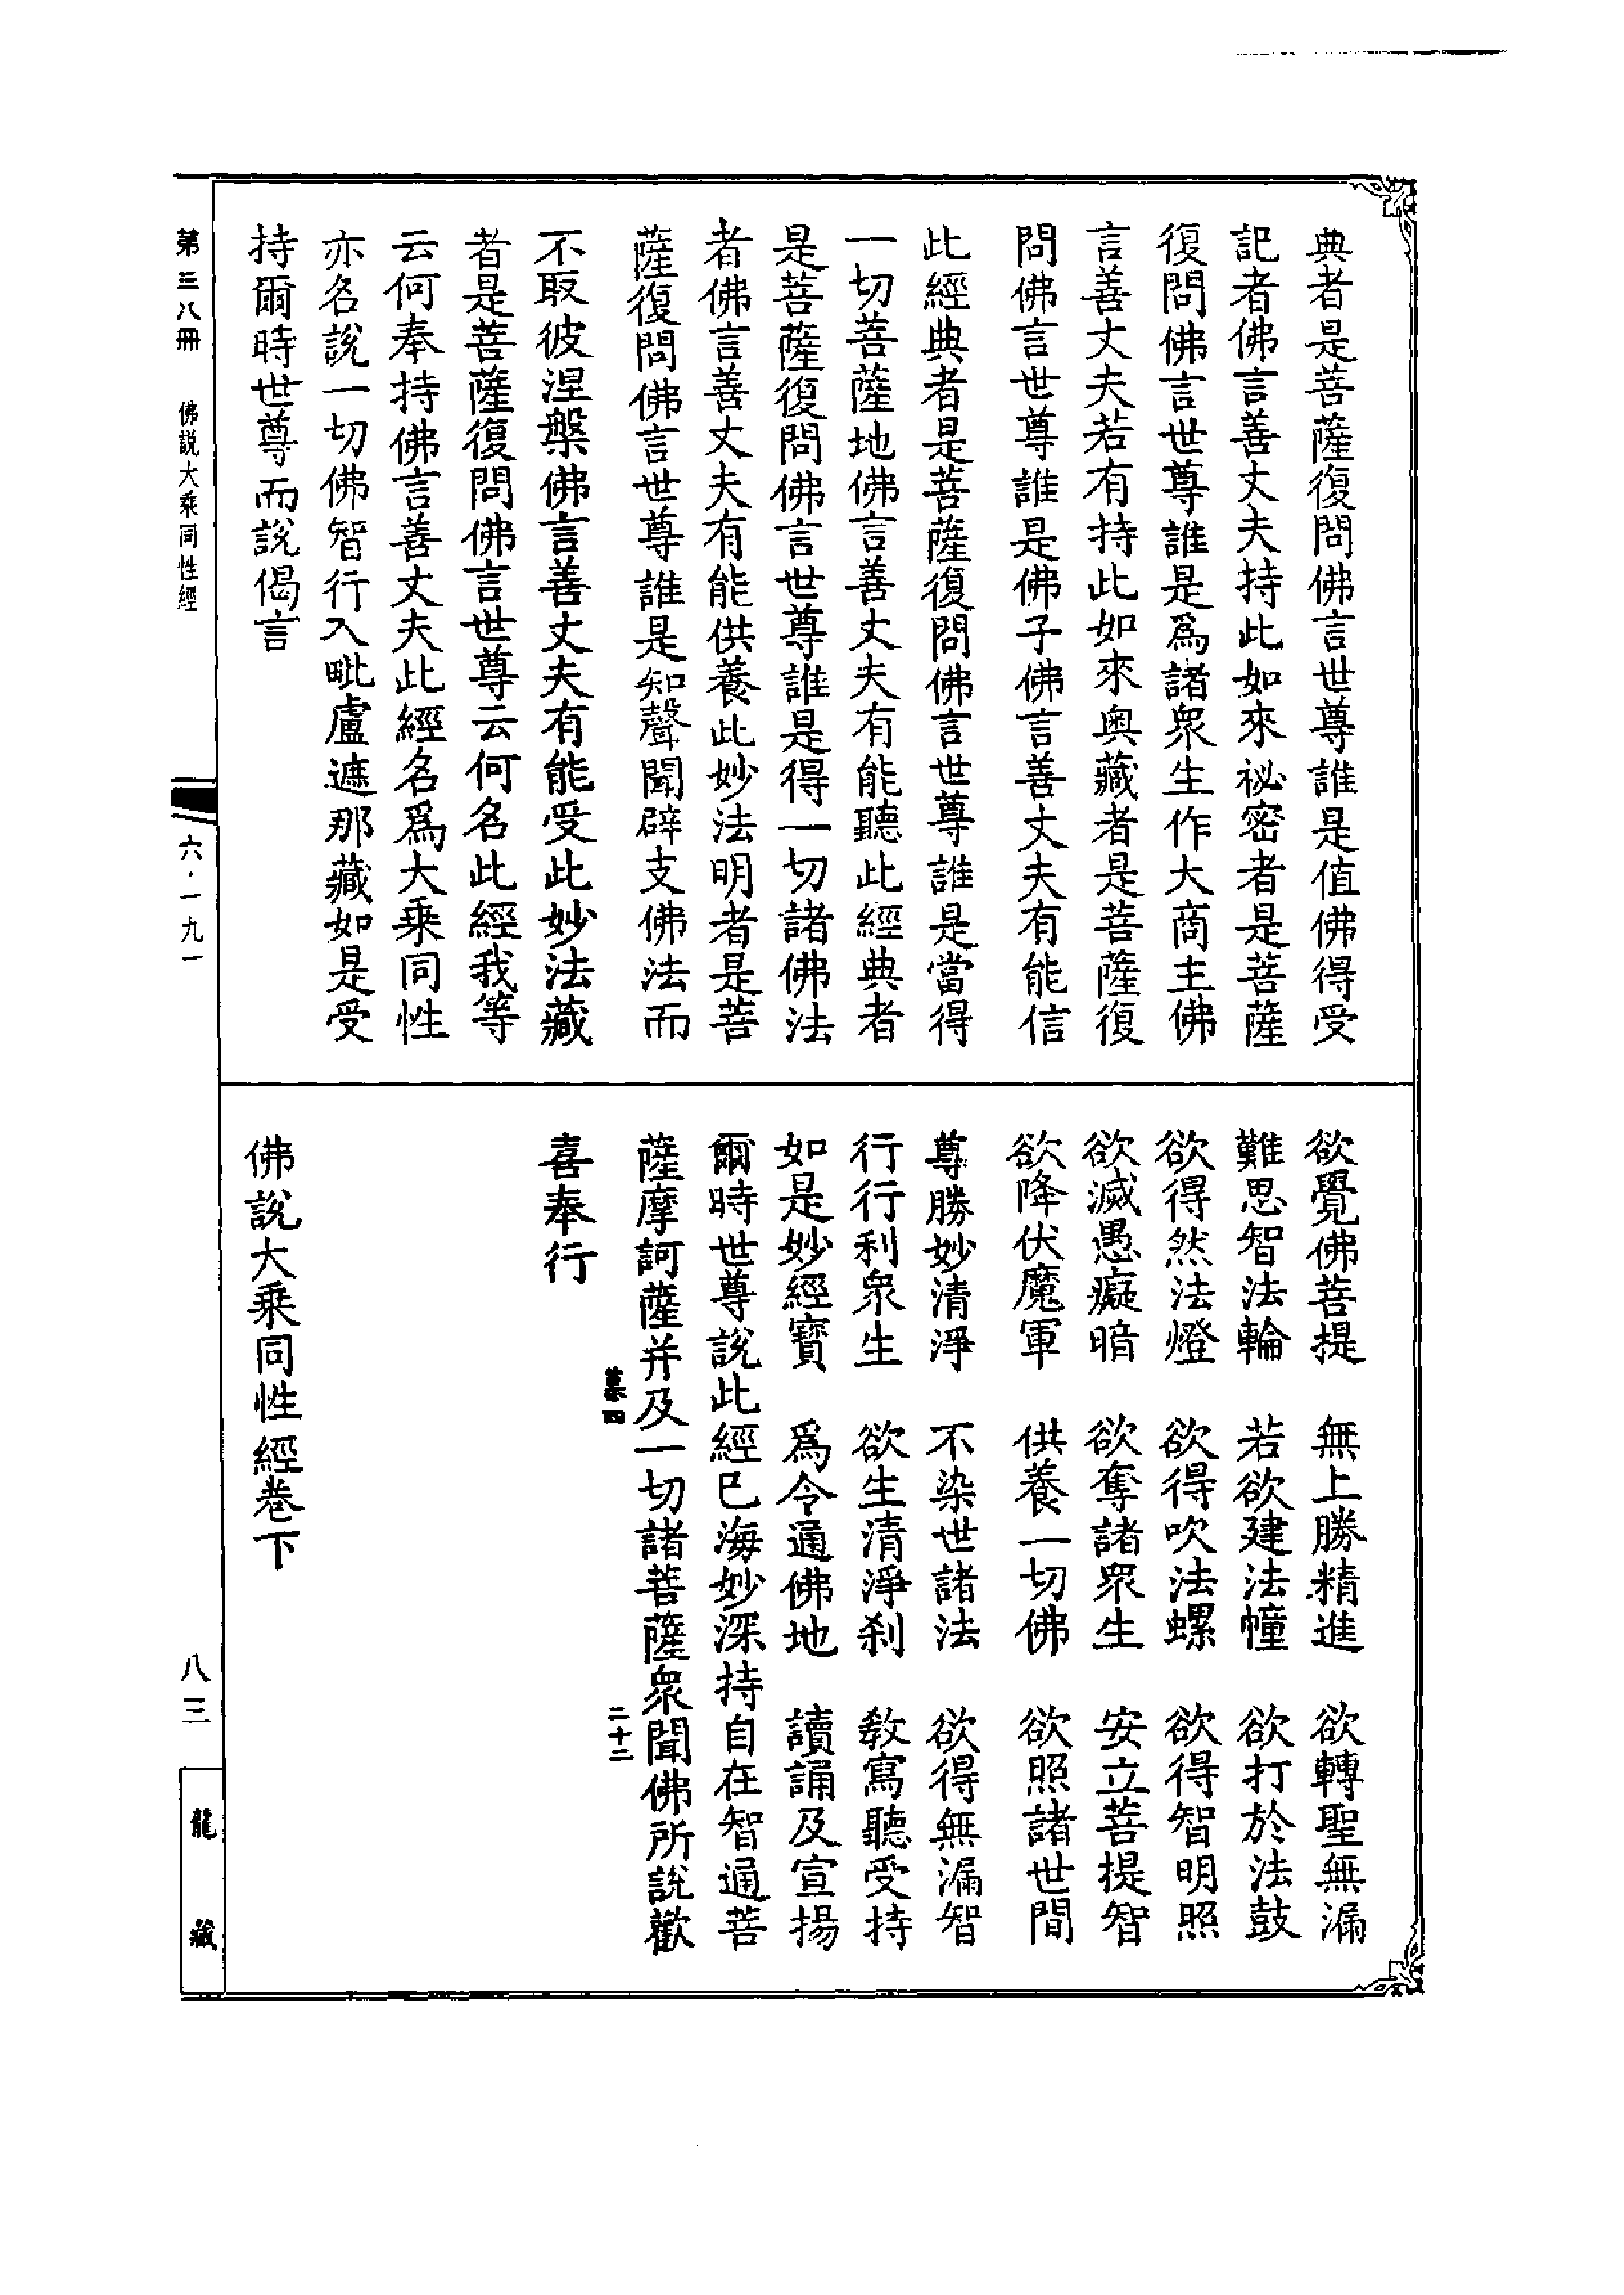 典者是菩薩復問佛言世尊誰是值佛得受
記者佛言善丈夫持此如來祕密者是菩薩
復問佛言世尊誰是爲諸衆生作大商主佛
言善丈夫若有持此如來奥藏者是菩薩復
問佛言世尊誰是佛子佛言善丈夫有能信
此經典者是菩薩復問佛言世尊誰是當得
一切菩薩地佛言善丈夫有能聽此經典者
是菩薩復問佛言世尊誰是得一切諸佛法
者佛言善丈夫有能供養此妙法明者是菩
薩復問佛言世尊誰是知聲聞辟支佛法而
不取彼涅槃佛言善丈夫有能受此妙法藏
者是菩薩復問佛言世尊云何名此經我等
云何奉持佛言善丈夫此經名爲大乘同性
亦名說一切佛智行入毗盧遮那藏如是受
持爾時世尊而說偈言
欲覺佛菩提　無上勝精進　欲轉聖無漏
難思智法輪　若欲建法幢　欲打於法鼓
欲得然法燈　欲得吹法螺　欲得智明照
欲滅愚癡暗　欲奪諸衆生　安立菩提智
欲降伏魔軍　供養一切佛　欲照諸世間
尊勝妙清淨　不染世諸法　欲得無漏智
行行利衆生　欲生清淨刹　教寫聽受持
如是妙經寶　爲令通佛地　讀誦及宣揚
爾時世尊說此經已海妙深持自在智通菩
薩摩訶薩并及一切諸菩薩衆聞佛所說歡
慕四　二十二
喜奉行
佛說大乘同性經卷下
第三八冊　佛説大乘同性經
六·一九一
八三
龍藏